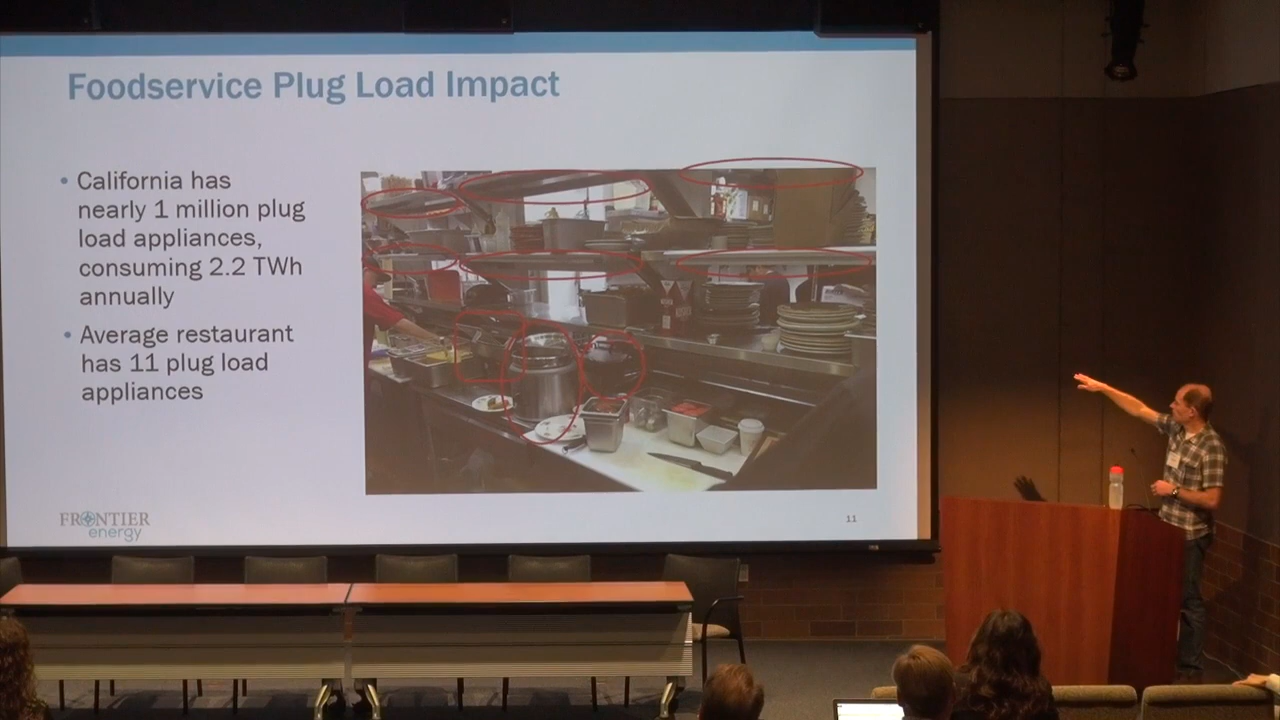 Foodservice Plug Load Impact
• California has
nearly 1 million plug
load appliances,
consuming 2.2 TWh
annually
• Average restaurant
has 11 plug load
appliances
FRONTIER
energy
11